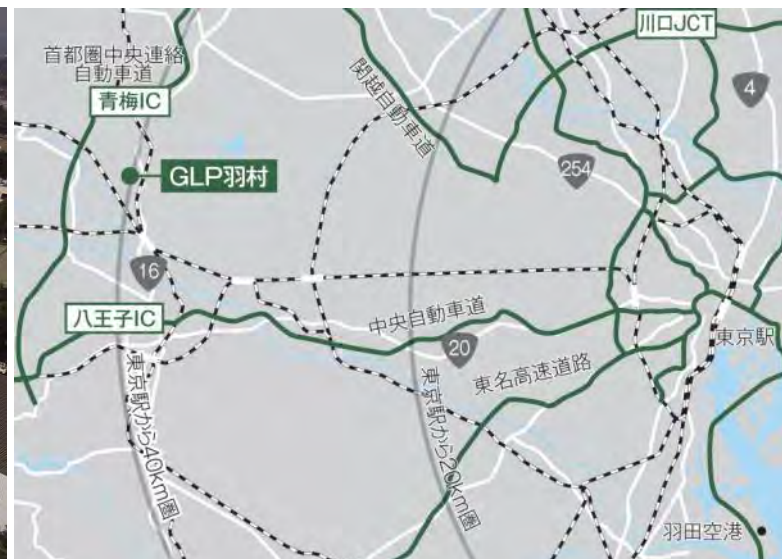 川口JCT
首都圏中央連絡
自動車道
青梅IC
関越自動車道
4
254
GLP羽村
16
八王子IC
中央自動車道
20
東京駅
東名高速道路
東京駅から40km圏
東京駅から20km圏
羽田空港